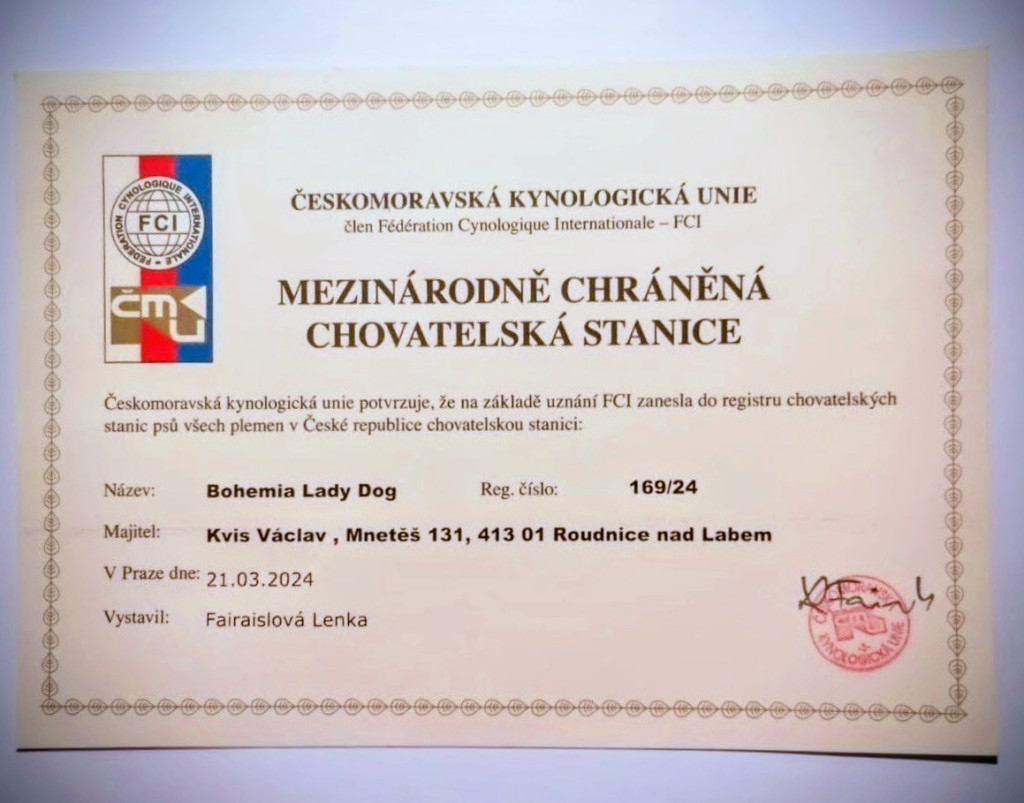 FEDERATION CYNOLOGIQUE INTERNATIONALE
FCI
ČMKU
ČESKOMORAVSKÁ KYNOLOGICKÁ UNIE
člen Fédération Cynologique Internationale – FCI
MEZINÁRODNĚ CHRÁNĚNÁ
CHOVATELSKÁ STANICE
Českomoravská kynologická unie potvrzuje, že na základě uznání FCI zanesla do registru chovatelských
stanic psů všech plemen v České republice chovatelskou stanici:
Název: Bohemia Lady Dog Reg. číslo: 169/24
Majitel: Kvis Václav , Mnetěš 131, 413 01 Roudnice nad Labem
V Praze dne: 21.03.2024
Vystavil: Fairaislová Lenka
KYNOLOGICKÁ UNIE